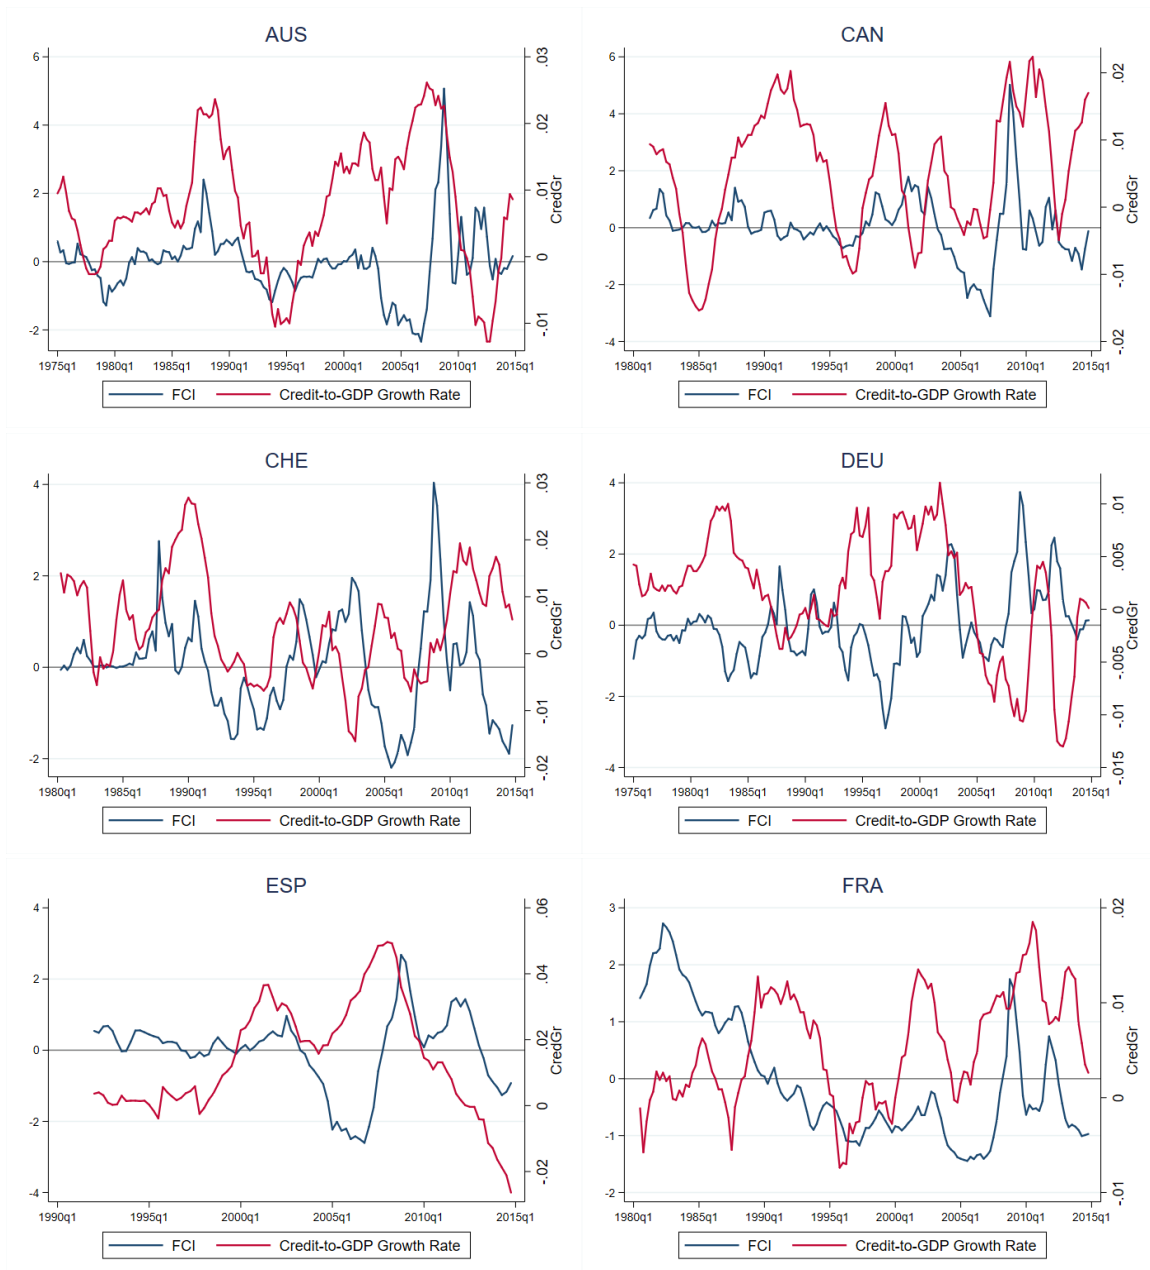 AUS
6
4
2
0
-2
.03
.02
.01
0
-.01
CredGr
1975q1 1980q1 1985q1 1990q1 1995q1 2000q1 2005q1 2010q1 2015q1
FCI Credit-to-GDP Growth Rate
CAN
6
4
2
0
-2
-4
.02
.01
0
-.01
-.02
CredGr
1980q1 1985q1 1990q1 1995q1 2000q1 2005q1 2010q1 2015q1
FCI Credit-to-GDP Growth Rate
CHE
4
2
0
-2
.03
.02
.01
0
-.01
-.02
CredGr
1980q1 1985q1 1990q1 1995q1 2000q1 2005q1 2010q1 2015q1
FCI Credit-to-GDP Growth Rate
DEU
4
2
0
-2
-4
.01
.005
0
-.005
-.01
-.015
CredGr
1975q1 1980q1 1985q1 1990q1 1995q1 2000q1 2005q1 2010q1 2015q1
FCI Credit-to-GDP Growth Rate
ESP
4
2
0
-2
-4
.06
.04
.02
0
-.02
CredGr
1990q1 1995q1 2000q1 2005q1 2010q1 2015q1
FCI Credit-to-GDP Growth Rate
FRA
3
2
1
0
-1
-2
.02
.01
0
-.01
CredGr
1980q1 1985q1 1990q1 1995q1 2000q1 2005q1 2010q1 2015q1
FCI Credit-to-GDP Growth Rate